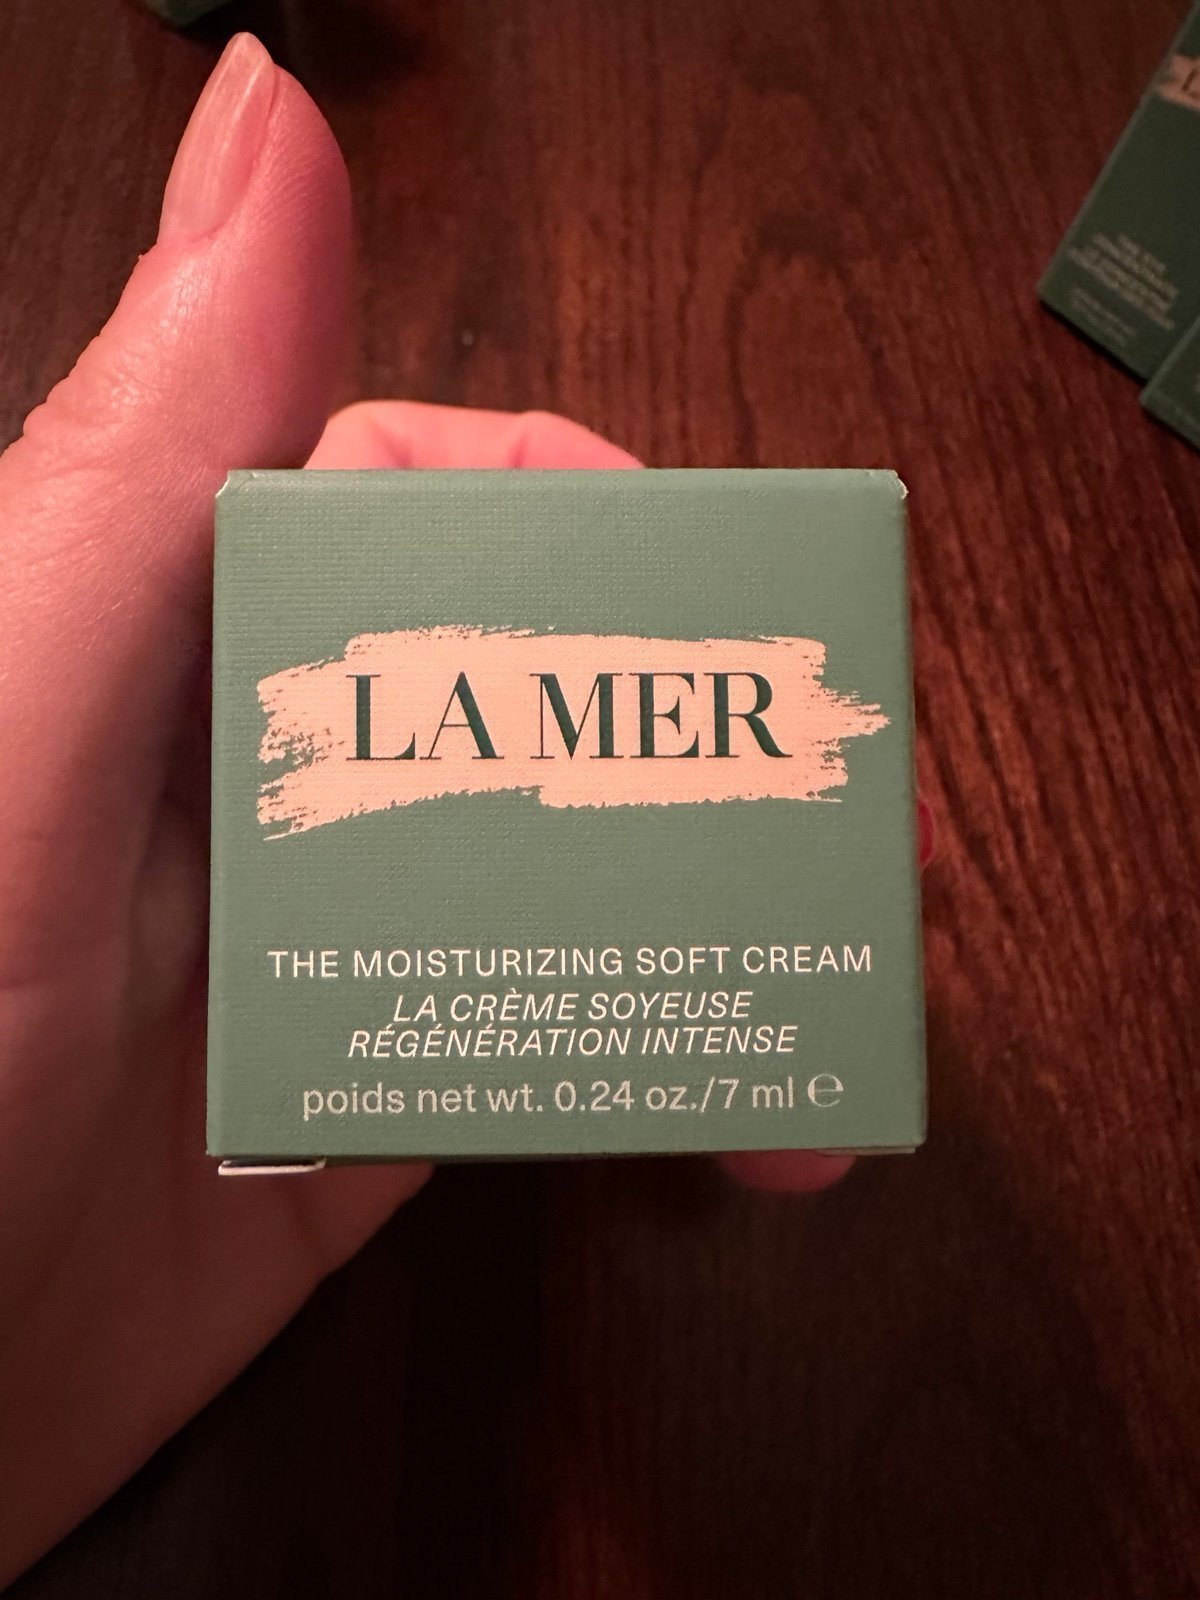 LA MER
THE MOISTURIZING SOFT CREAM
LA CRÈME SOYEUSE
RÉGÉNÉRATION INTENSE
poids net wt. 0.24 oz./7 ml ℮